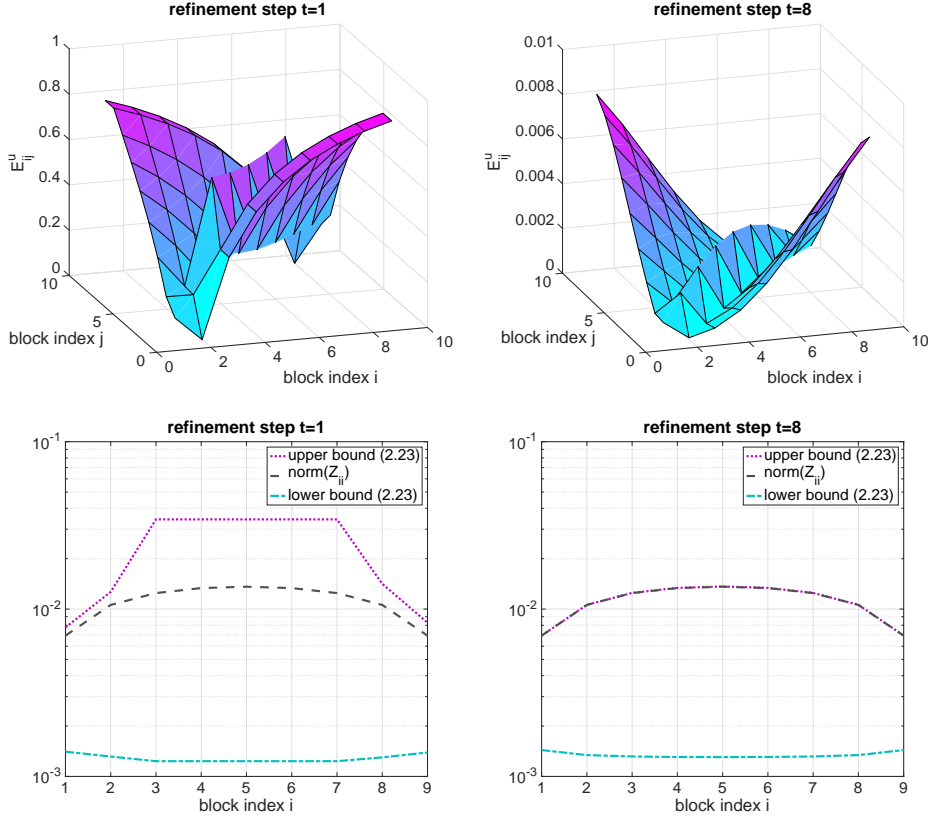 refinement step t=1
1
0.8
0.6
0.4
0.2
0
E^u_ij
10
5
0
block index j
0
2
4
6
8
10
block index i
refinement step t=8
0.01
0.008
0.006
0.004
0.002
0
E^u_ij
10
5
0
block index j
0
2
4
6
8
10
block index i
refinement step t=1
10^-1
10^-2
10^-3
upper bound (2.23)
norm(Z_ii)
lower bound (2.23)
1 2 3 4 5 6 7 8 9
block index i
refinement step t=8
10^-1
10^-2
10^-3
upper bound (2.23)
norm(Z_ii)
lower bound (2.23)
1 2 3 4 5 6 7 8 9
block index i